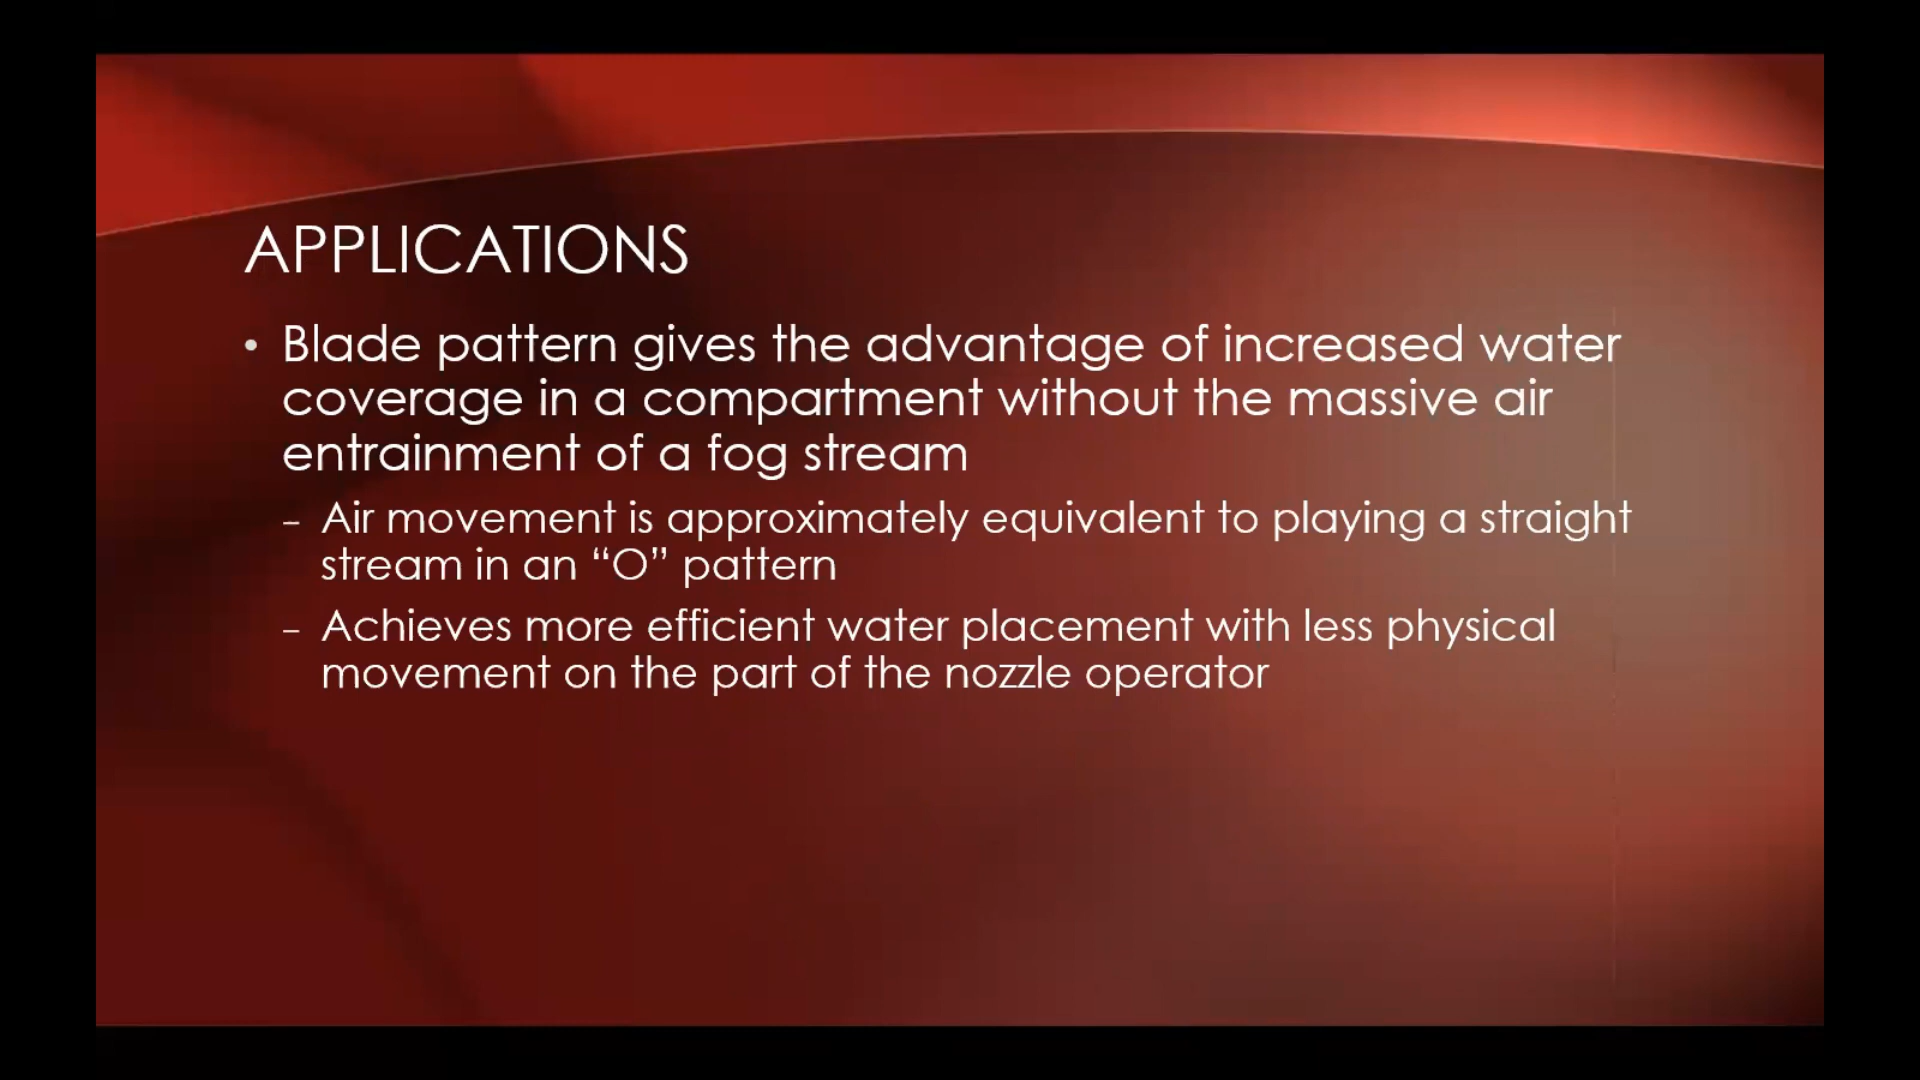 APPLICATIONS
• Blade pattern gives the advantage of increased water
coverage in a compartment without the massive air
entrainment of a fog stream
– Air movement is approximately equivalent to playing a straight
stream in an “O” pattern
– Achieves more efficient water placement with less physical
movement on the part of the nozzle operator